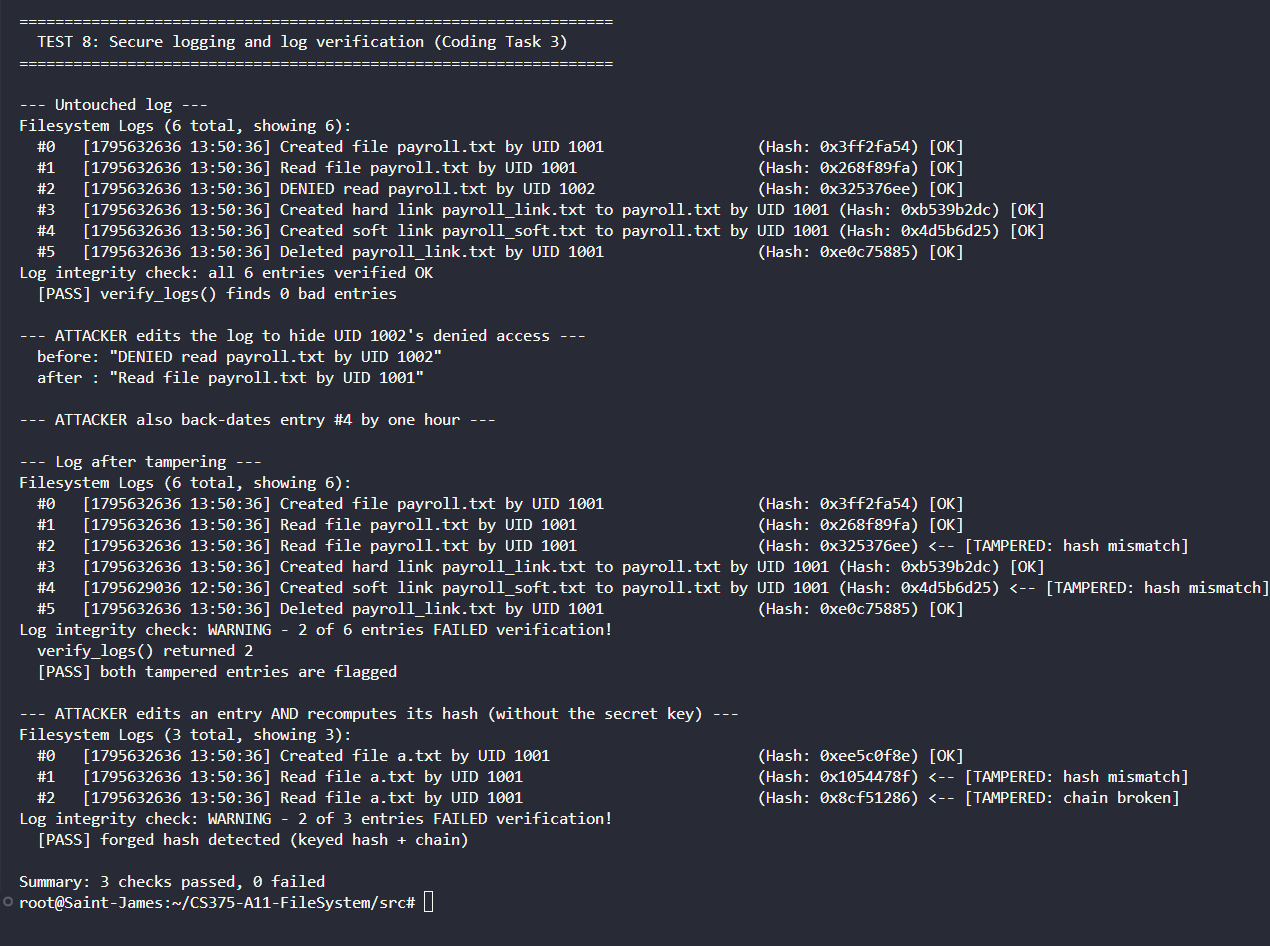 ==================================================================
  TEST 8: Secure logging and log verification (Coding Task 3)
==================================================================

--- Untouched log ---
Filesystem Logs (6 total, showing 6):
  #0   [1795632636 13:50:36] Created file payroll.txt by UID 1001                 (Hash: 0x3ff2fa54) [OK]
  #1   [1795632636 13:50:36] Read file payroll.txt by UID 1001                    (Hash: 0x268f89fa) [OK]
  #2   [1795632636 13:50:36] DENIED read payroll.txt by UID 1002                  (Hash: 0x325376ee) [OK]
  #3   [1795632636 13:50:36] Created hard link payroll_link.txt to payroll.txt by UID 1001 (Hash: 0xb539b2dc) [OK]
  #4   [1795632636 13:50:36] Created soft link payroll_soft.txt to payroll.txt by UID 1001 (Hash: 0x4d5b6d25) [OK]
  #5   [1795632636 13:50:36] Deleted payroll_link.txt by UID 1001                 (Hash: 0xe0c75885) [OK]
Log integrity check: all 6 entries verified OK
  [PASS] verify_logs() finds 0 bad entries

--- ATTACKER edits the log to hide UID 1002's denied access ---
  before: "DENIED read payroll.txt by UID 1002"
  after : "Read file payroll.txt by UID 1001"

--- ATTACKER also back-dates entry #4 by one hour ---

--- Log after tampering ---
Filesystem Logs (6 total, showing 6):
  #0   [1795632636 13:50:36] Created file payroll.txt by UID 1001                 (Hash: 0x3ff2fa54) [OK]
  #1   [1795632636 13:50:36] Read file payroll.txt by UID 1001                    (Hash: 0x268f89fa) [OK]
  #2   [1795632636 13:50:36] Read file payroll.txt by UID 1001                    (Hash: 0x325376ee) <-- [TAMPERED: hash mismatch]
  #3   [1795632636 13:50:36] Created hard link payroll_link.txt to payroll.txt by UID 1001 (Hash: 0xb539b2dc) [OK]
  #4   [1795629036 12:50:36] Created soft link payroll_soft.txt to payroll.txt by UID 1001 (Hash: 0x4d5b6d25) <-- [TAMPERED: hash mismatch]
  #5   [1795632636 13:50:36] Deleted payroll_link.txt by UID 1001                 (Hash: 0xe0c75885) [OK]
Log integrity check: WARNING - 2 of 6 entries FAILED verification!
  verify_logs() returned 2
  [PASS] both tampered entries are flagged

--- ATTACKER edits an entry AND recomputes its hash (without the secret key) ---
Filesystem Logs (3 total, showing 3):
  #0   [1795632636 13:50:36] Created file a.txt by UID 1001                       (Hash: 0xee5c0f8e) [OK]
  #1   [1795632636 13:50:36] Read file a.txt by UID 1001                          (Hash: 0x1054478f) <-- [TAMPERED: hash mismatch]
  #2   [1795632636 13:50:36] Read file a.txt by UID 1001                          (Hash: 0x8cf51286) <-- [TAMPERED: chain broken]
Log integrity check: WARNING - 2 of 3 entries FAILED verification!
  [PASS] forged hash detected (keyed hash + chain)

Summary: 3 checks passed, 0 failed
root@Saint-James:~/CS375-A11-FileSystem/src#